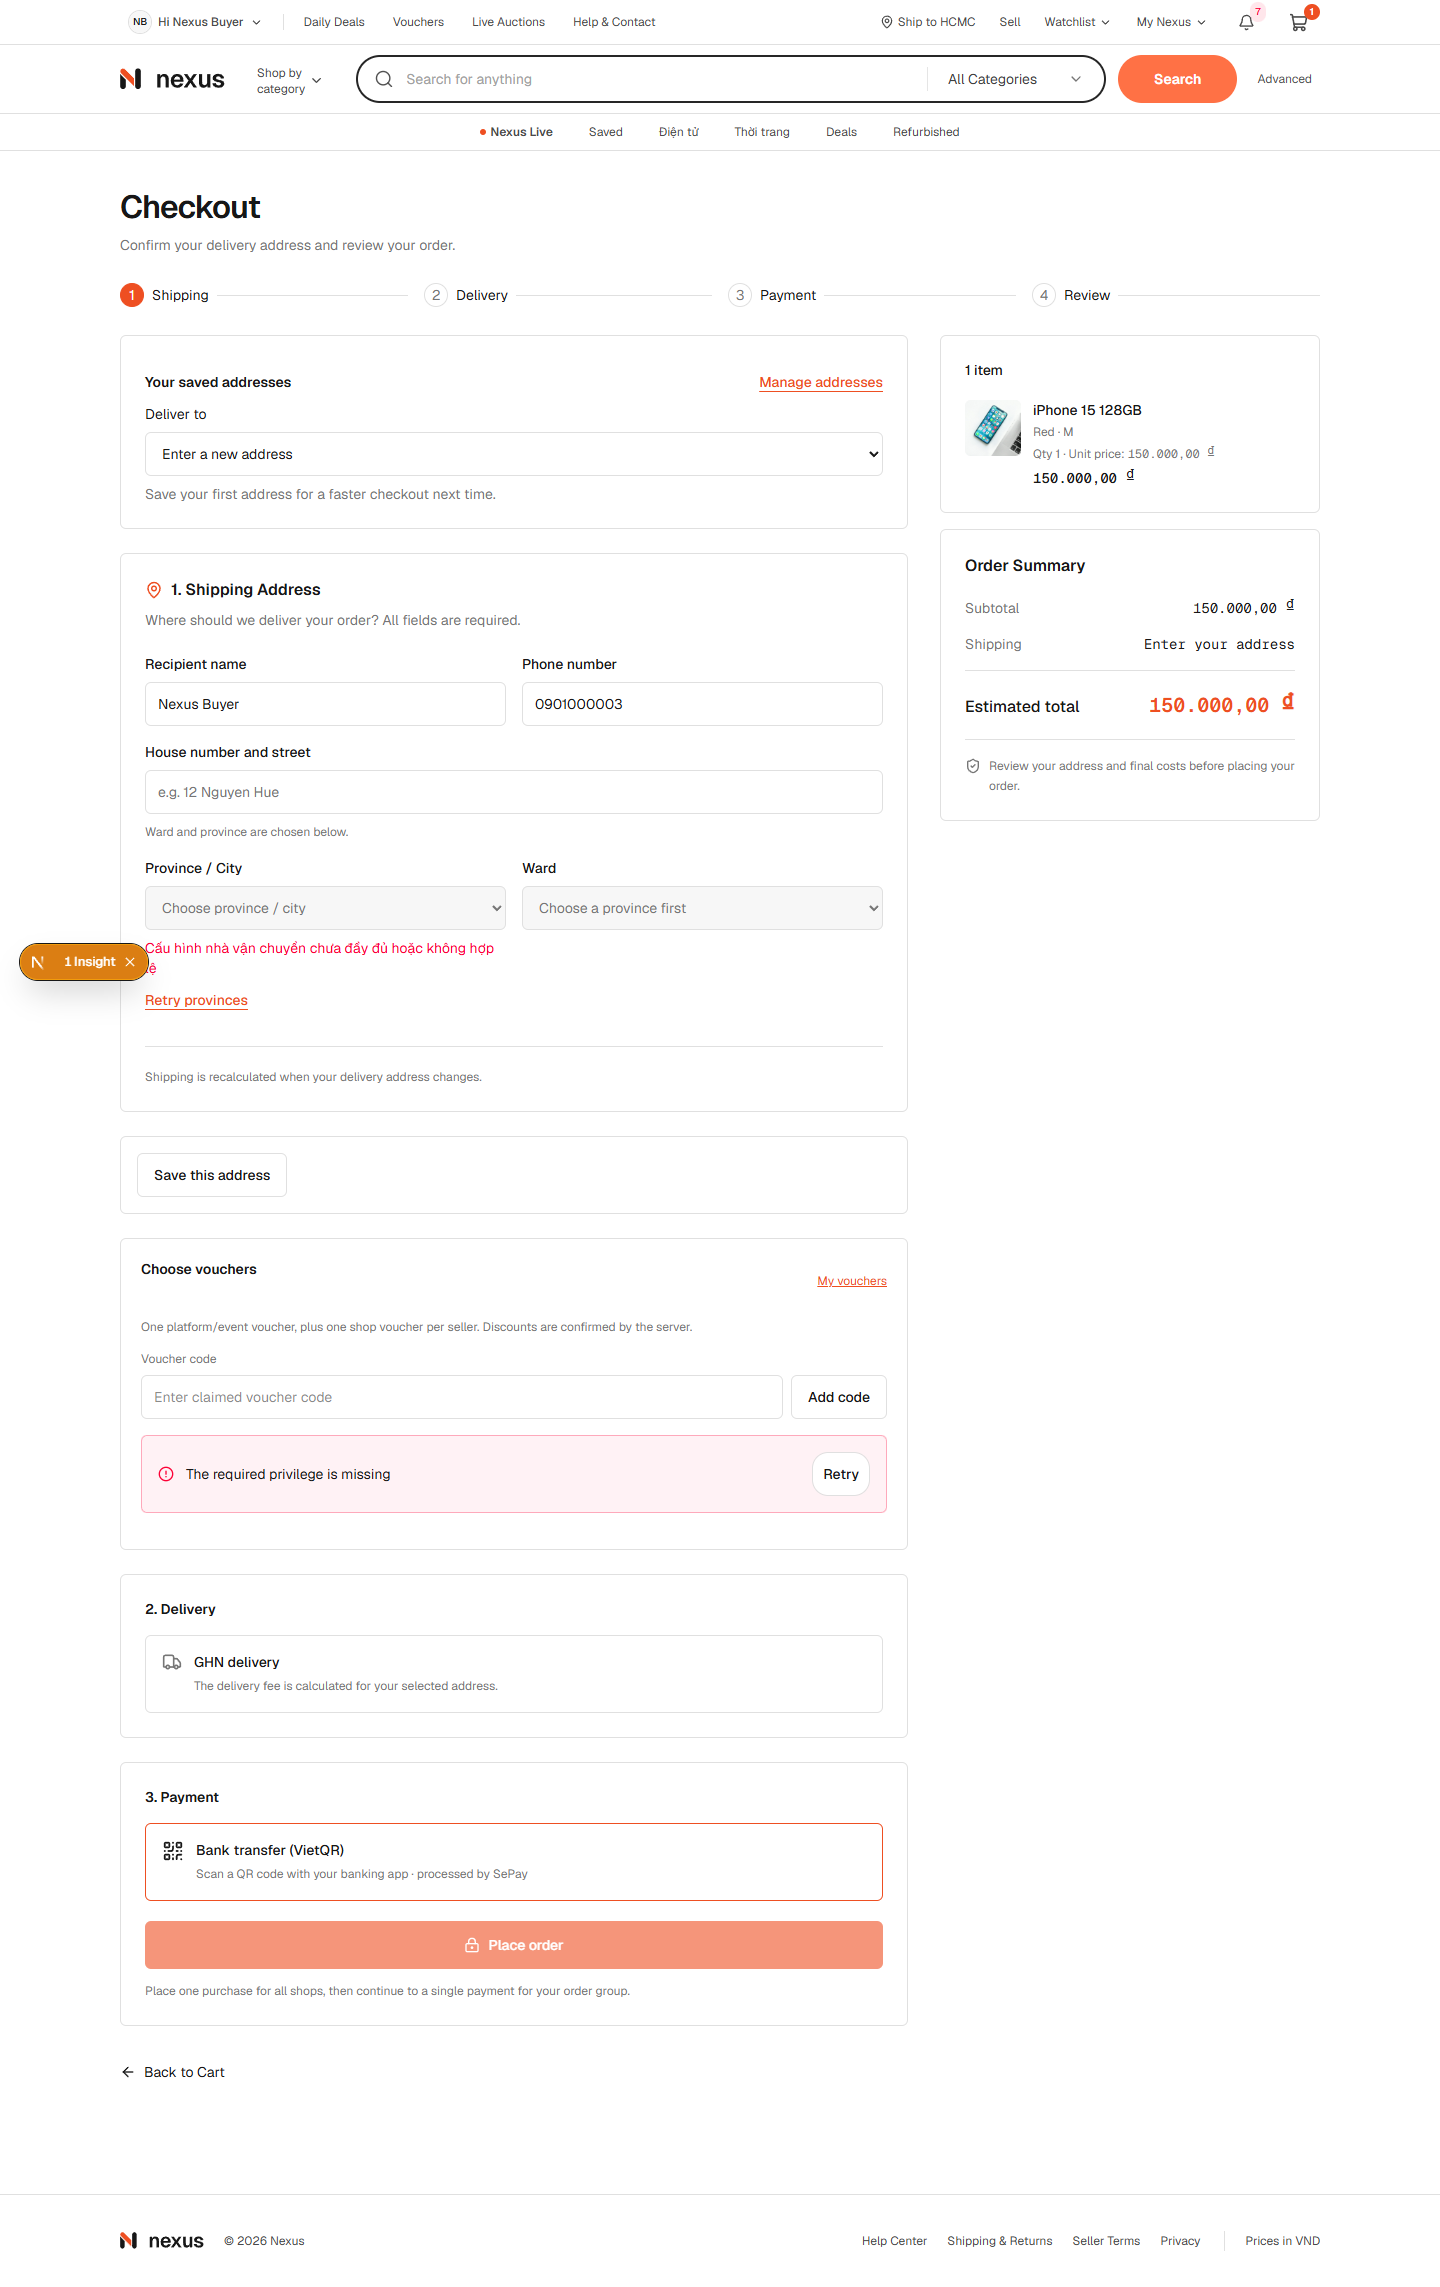 NB Hi Nexus Buyer Daily Deals Vouchers Live Auctions Help & Contact Ship to HCMC Sell Watchlist My Nexus 7 1
nexus Shop by category Search for anything All Categories Search Advanced
Nexus Live Saved Điện tử Thời trang Deals Refurbished
Checkout
Confirm your delivery address and review your order.
1 Shipping 2 Delivery 3 Payment 4 Review
Your saved addresses Manage addresses
Deliver to
Enter a new address
Save your first address for a faster checkout next time.
1. Shipping Address
Where should we deliver your order? All fields are required.
Recipient name Phone number
Nexus Buyer 0901000003
House number and street
e.g. 12 Nguyen Hue
Ward and province are chosen below.
Province / City Ward
Choose province / city Choose a province first
Cấu hình nhà vận chuyển chưa đầy đủ hoặc không hợp
lệ
1 Insight
Retry provinces
Shipping is recalculated when your delivery address changes.
Save this address
Choose vouchers
My vouchers
One platform/event voucher, plus one shop voucher per seller. Discounts are confirmed by the server.
Voucher code
Enter claimed voucher code Add code
The required privilege is missing Retry
2. Delivery
GHN delivery
The delivery fee is calculated for your selected address.
3. Payment
Bank transfer (VietQR)
Scan a QR code with your banking app · processed by SePay
Place order
Place one purchase for all shops, then continue to a single payment for your order group.
Back to Cart
1 item
iPhone 15 128GB
Red · M
Qty 1 · Unit price: 150.000,00 ₫
150.000,00 ₫
Order Summary
Subtotal 150.000,00 ₫
Shipping Enter your address
Estimated total 150.000,00 ₫
Review your address and final costs before placing your
order.
nexus © 2026 Nexus Help Center Shipping & Returns Seller Terms Privacy Prices in VND